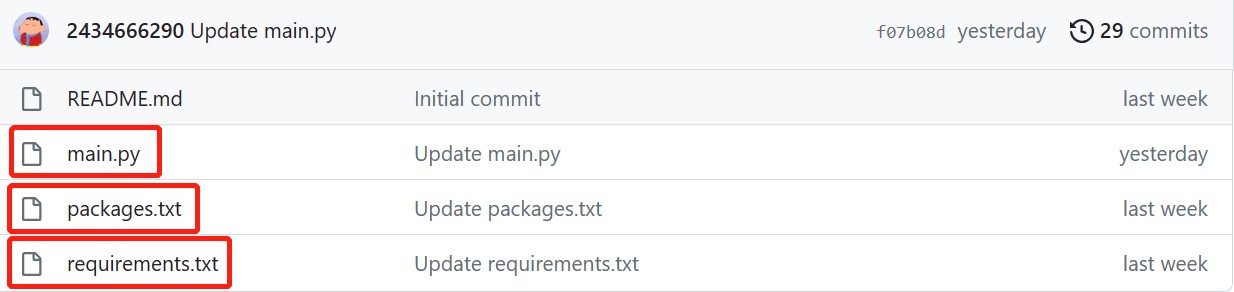 2434666290 Update main.py f07b08d yesterday 29 commits
README.md Initial commit last week
main.py Update main.py yesterday
packages.txt Update packages.txt last week
requirements.txt Update requirements.txt last week